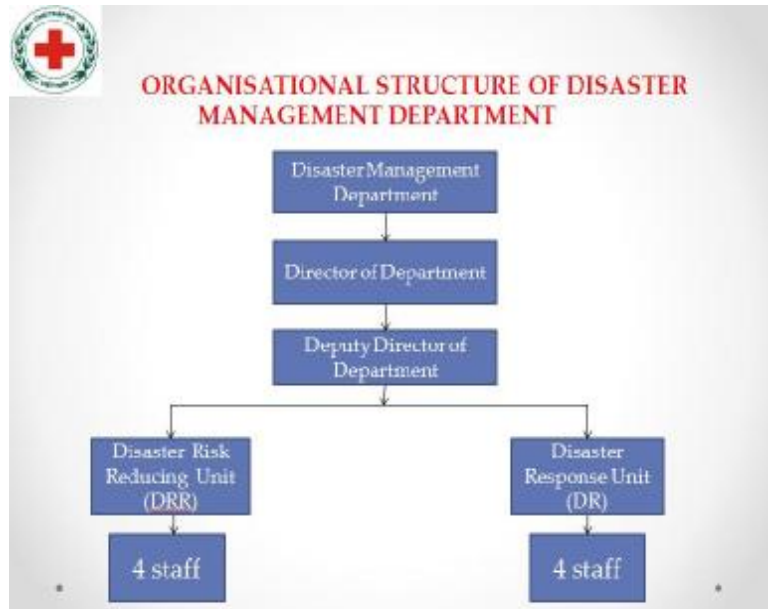 ORGANISATIONAL STRUCTURE OF DISASTER
MANAGEMENT DEPARTMENT
Disaster Management
Department
Director of Department
Deputy Director of
Department
Disaster Risk
Reducing Unit
(DRR)
Disaster
Response Unit
(DR)
4 staff
4 staff